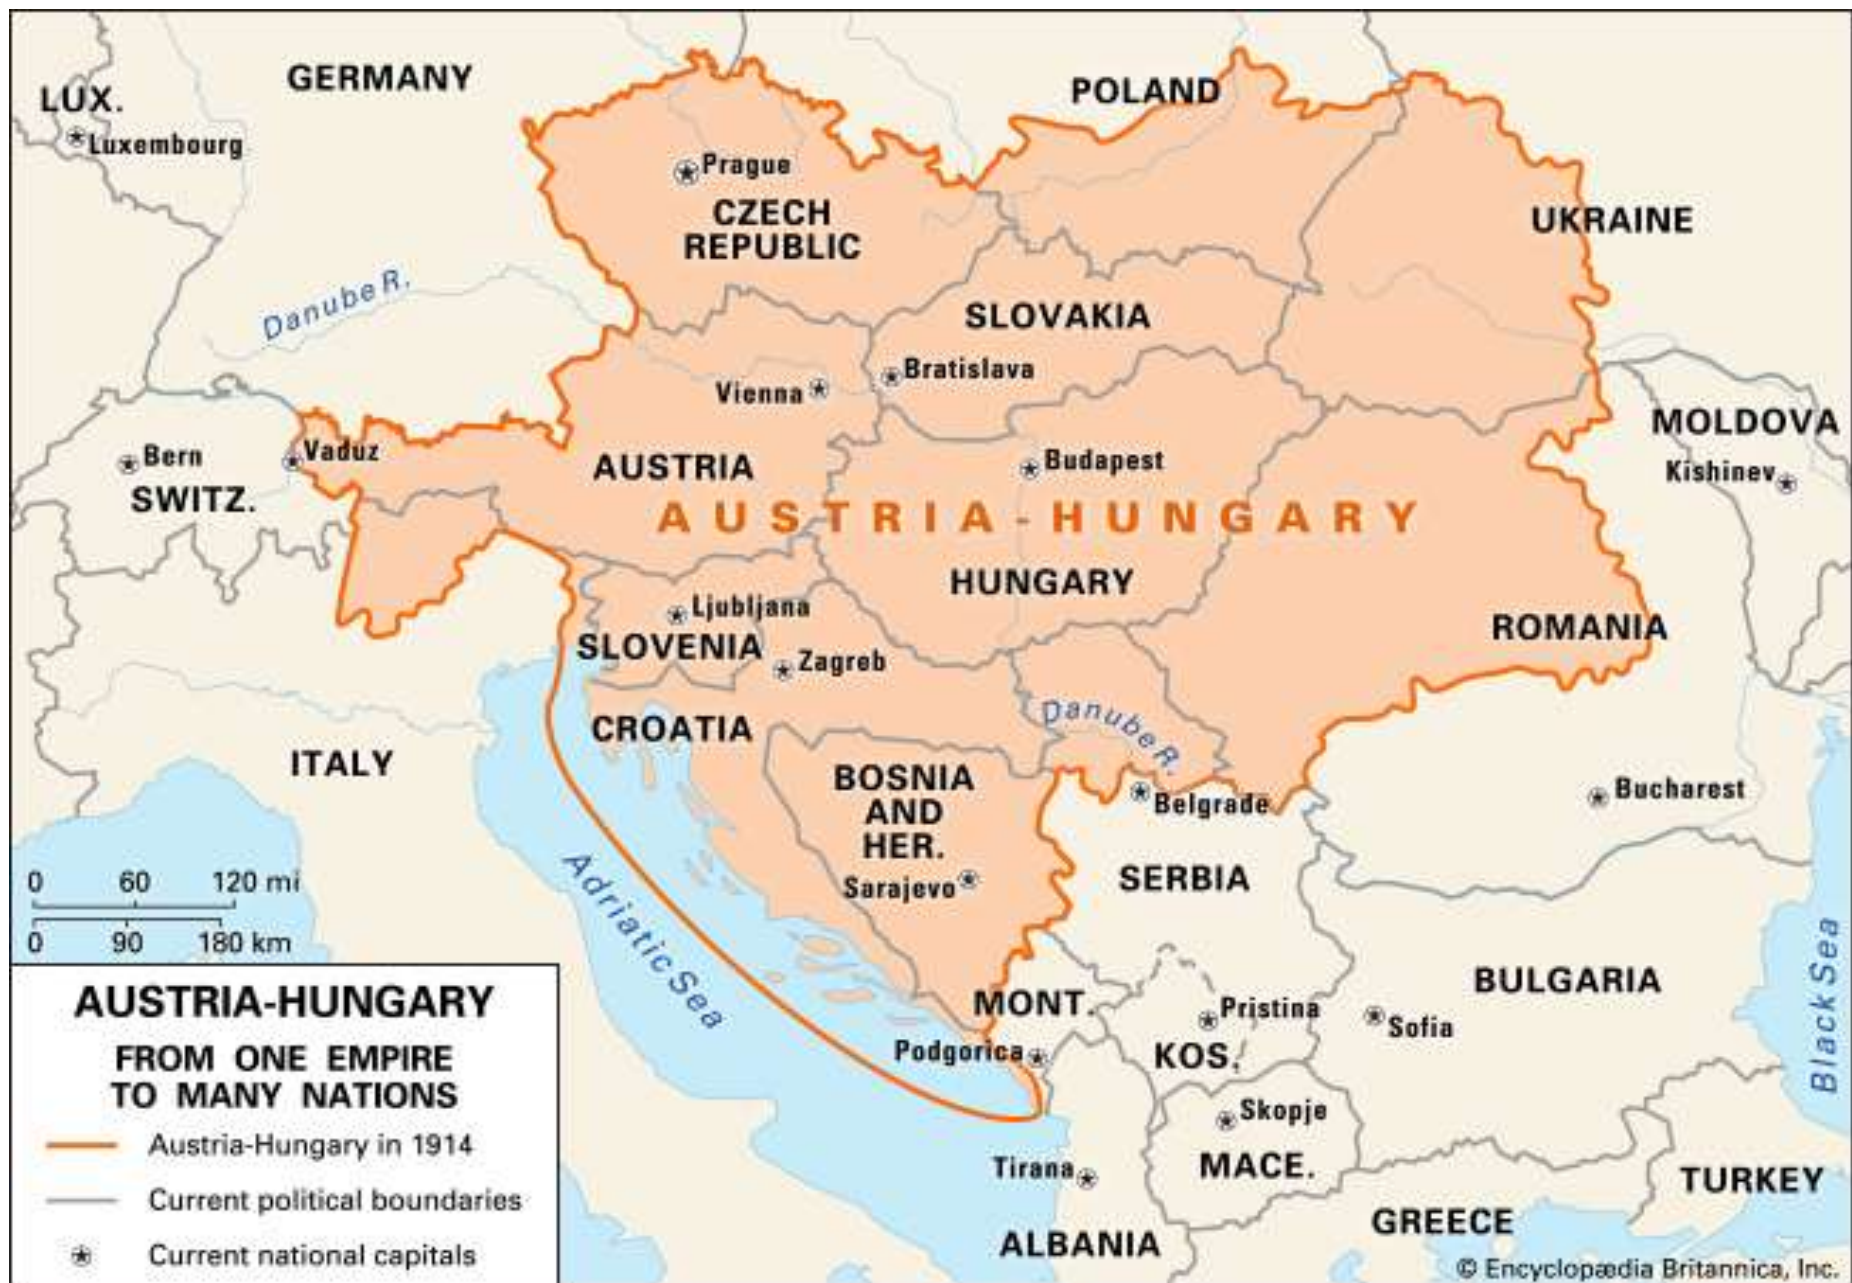 GERMANY
POLAND
LUX.
Luxembourg
Prague
CZECH
REPUBLIC
UKRAINE
Danube R.
SLOVAKIA
Bratislava
Vienna
MOLDOVA
Kishinev
Bern
SWITZ.
Vaduz
AUSTRIA
Budapest
AUSTRIA-HUNGARY
HUNGARY
Ljubljana
SLOVENIA
Zagreb
ROMANIA
CROATIA
Danube R.
ITALY
BOSNIA
AND
HER.
Sarajevo
Belgrade
Bucharest
SERBIA
Adriatic Sea
Black Sea
BULGARIA
MONT.
Pristina
Sofia
Podgorica
KOS.
Skopje
MACE.
Tirana
TURKEY
GREECE
ALBANIA
0 60 120 mi
0 90 180 km
AUSTRIA-HUNGARY
FROM ONE EMPIRE
TO MANY NATIONS
Austria-Hungary in 1914
Current political boundaries
Current national capitals
© Encyclopædia Britannica, Inc.